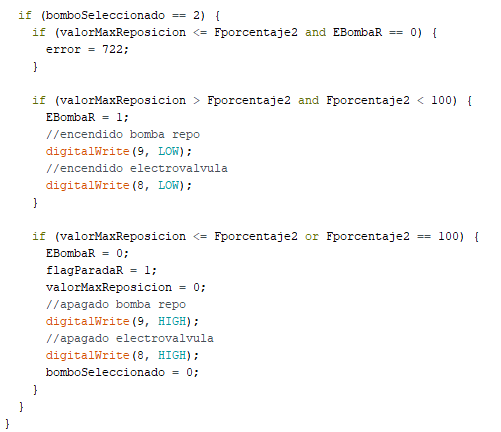 if (bomboSeleccionado == 2) {
if (valorMaxReposicion <= Fporcentaje2 and EBombaR == 0) {
error = 722;
}
if (valorMaxReposicion > Fporcentaje2 and Fporcentaje2 < 100) {
EBombaR = 1;
//encendido bomba repo
digitalWrite(9, LOW);
//encendido electrovalvula
digitalWrite(8, LOW);
}
if (valorMaxReposicion <= Fporcentaje2 or Fporcentaje2 == 100) {
EBombaR = 0;
flagParadaR = 1;
valorMaxReposicion = 0;
//apagado bomba repo
digitalWrite(9, HIGH);
//apagado electrovalvula
digitalWrite(8, HIGH);
bomboSeleccionado = 0;
}
}
}